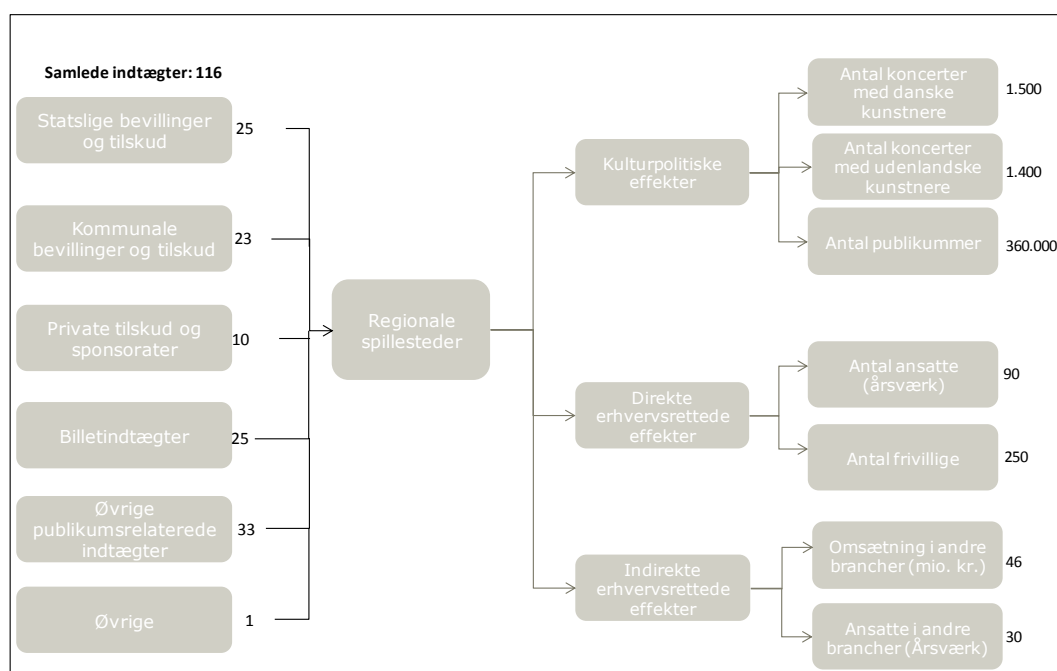 Samlede indtægter: 116
Statslige bevillinger
og tilskud
25
Kommunale
bevillinger og tilskud
23
Private tilskud og
sponsorater
10
Billetindtægter
25
Øvrige
publikumsrelaterede
indtægter
33
Øvrige
1
Regionale
spillesteder
Kulturpolitiske
effekter
Antal koncerter
med danske
kunstnere
1.500
Antal koncerter
med udenlandske
kunstnere
1.400
Antal publikummer
360.000
Direkte
erhvervsrettede
effekter
Antal ansatte
(årsværk)
90
Antal frivillige
250
Indirekte
erhvervsrettede
effekter
Omsætning i andre
brancher (mio. kr.)
46
Ansatte i andre
brancher (Årsværk)
30